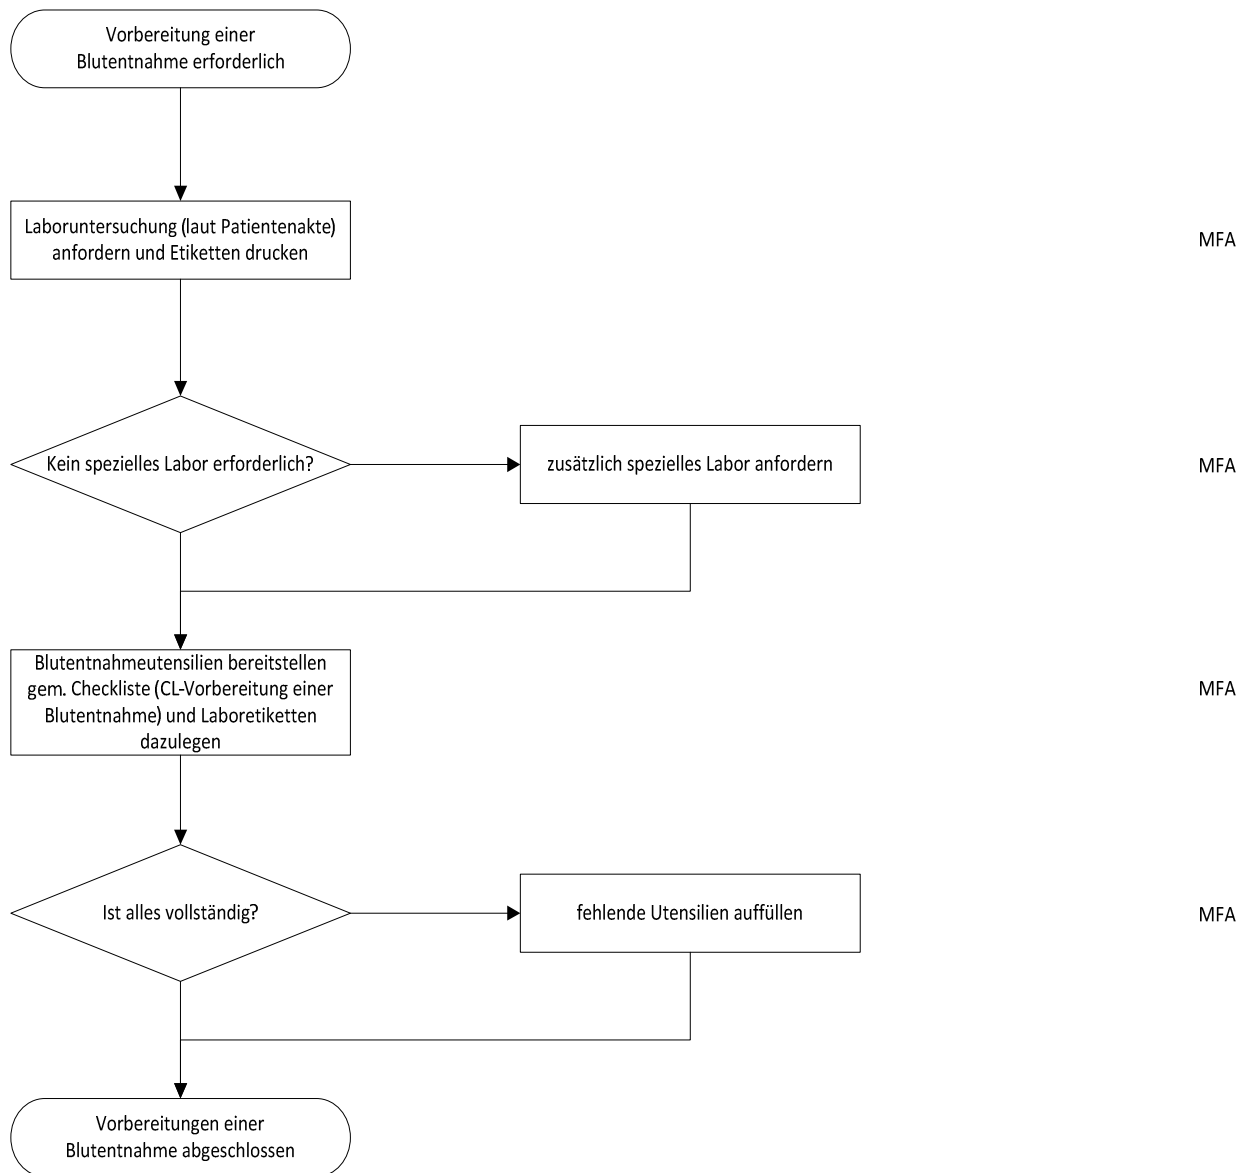 Vorbereitung einer
Blutentnahme erforderlich
Laboruntersuchung (laut Patientenakte)
anfordern und Etiketten drucken
MFA
Kein spezielles Labor erforderlich?
zusätzlich spezielles Labor anfordern
MFA
Blutentnahmeutensilien bereitstellen
gem. Checkliste (CL-Vorbereitung einer
Blutentnahme) und Laboretiketten
dazulegen
MFA
Ist alles vollständig?
fehlende Utensilien auffüllen
MFA
Vorbereitungen einer
Blutentnahme abgeschlossen